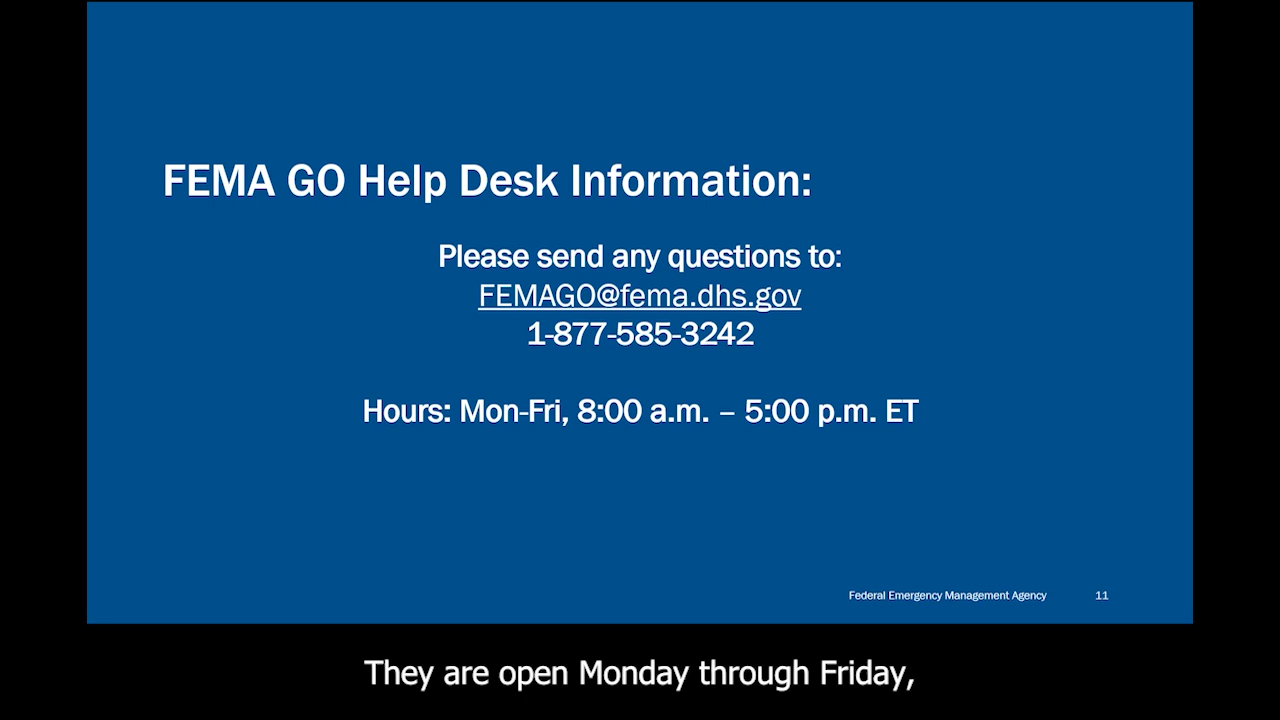 FEMA GO Help Desk Information:
Please send any questions to:
FEMAGO@fema.dhs.gov
1-877-585-3242
Hours: Mon-Fri, 8:00 a.m. – 5:00 p.m. ET
Federal Emergency Management Agency 11
They are open Monday through Friday,